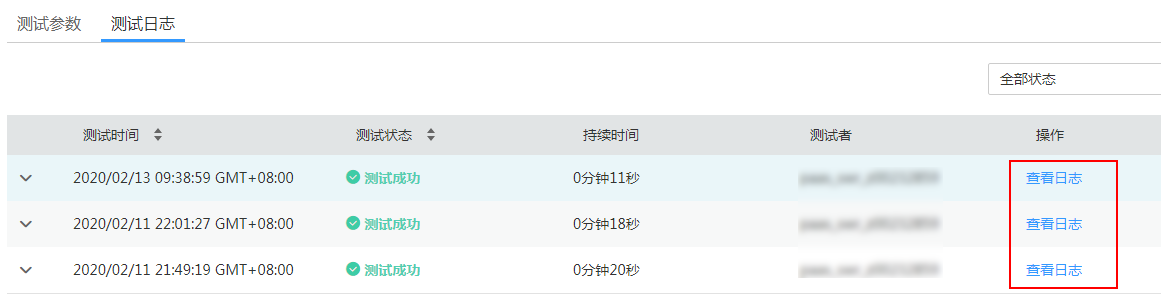 测试参数 测试日志
全部状态
测试时间 测试状态 持续时间 测试者 操作
2020/02/13 09:38:59 GMT+08:00 测试成功 0分钟11秒 查看日志
2020/02/11 22:01:27 GMT+08:00 测试成功 0分钟18秒 查看日志
2020/02/11 21:49:19 GMT+08:00 测试成功 0分钟20秒 查看日志